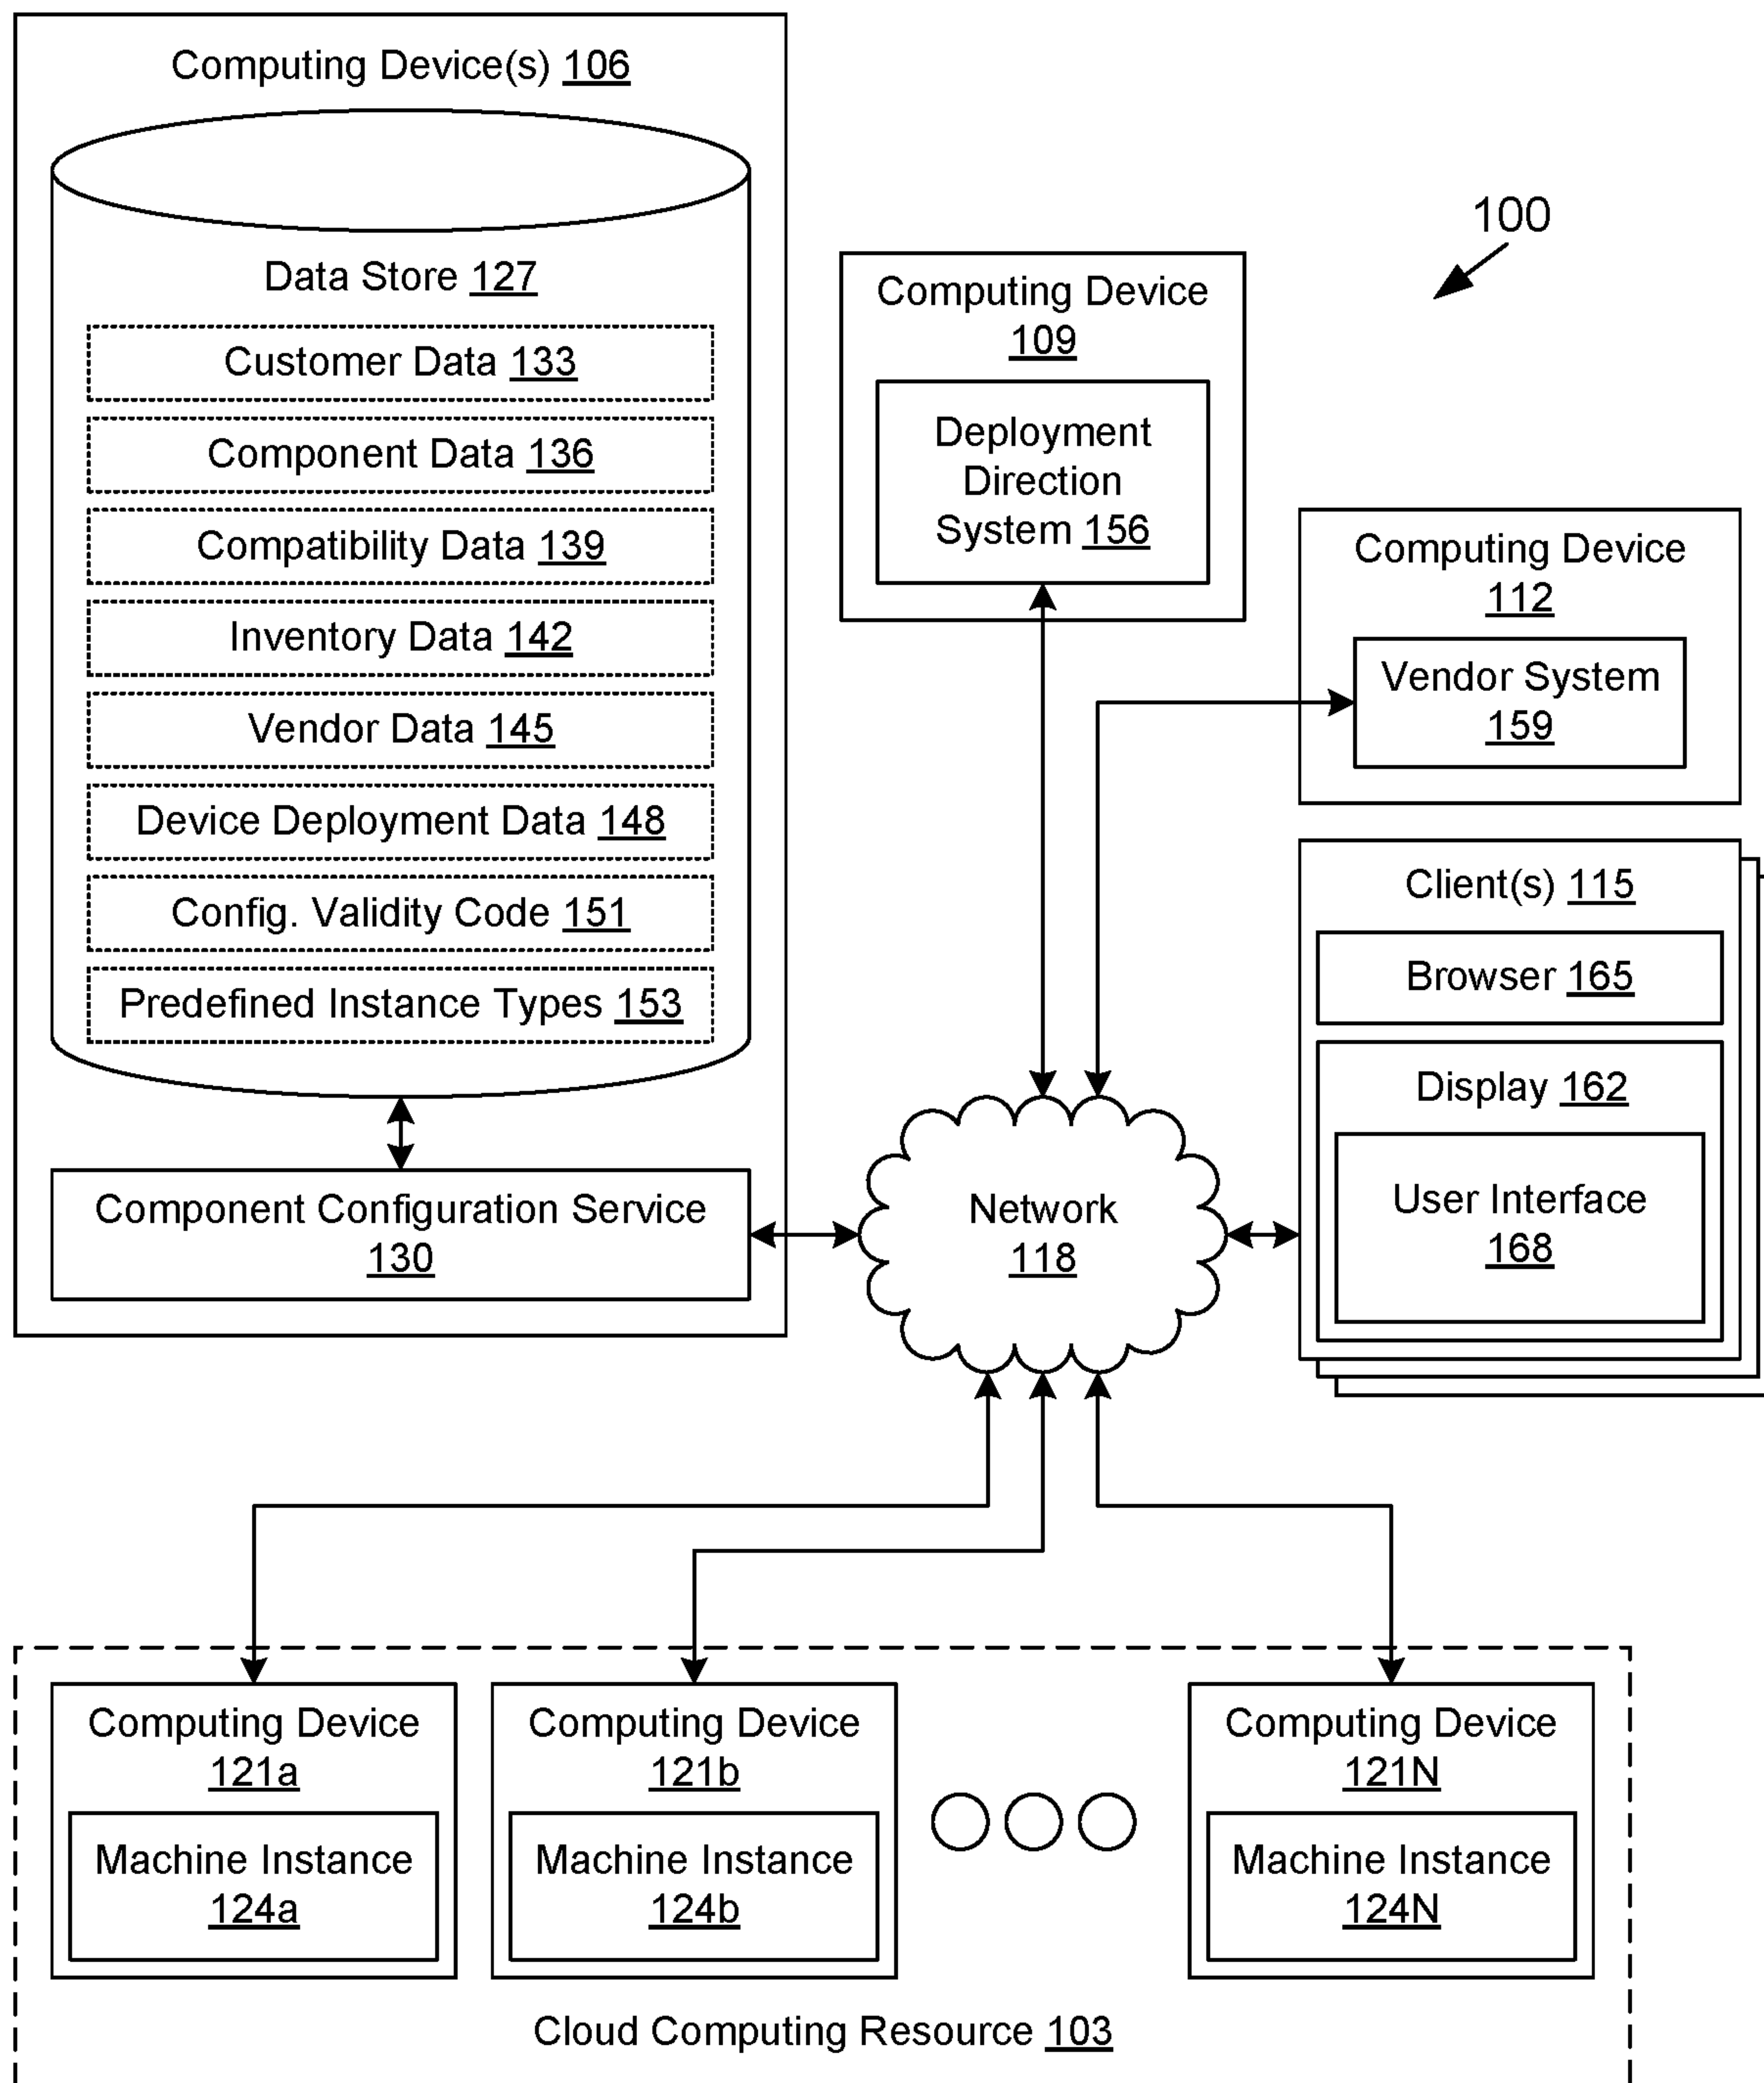 Computing Device(s) 106
Data Store 127
Customer Data 133
Component Data 136
Compatibility Data 139
Inventory Data 142
Vendor Data 145
Device Deployment Data 148
Config. Validity Code 151
Predefined Instance Types 153
Component Configuration Service
130
100
Computing Device
109
Deployment
Direction
System 156
Computing Device
112
Vendor System
159
Client(s) 115
Browser 165
Display 162
User Interface
168
Network
118
Computing Device
121a
Machine Instance
124a
Computing Device
121b
Machine Instance
124b
Computing Device
121N
Machine Instance
124N
Cloud Computing Resource 103